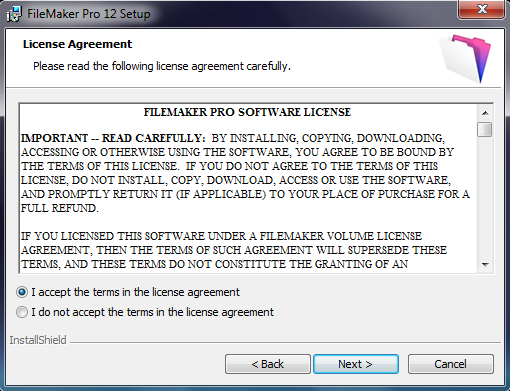 FileMaker Pro 12 Setup
License Agreement
Please read the following license agreement carefully.
FILEMAKER PRO SOFTWARE LICENSE
IMPORTANT -- READ CAREFULLY: BY INSTALLING, COPYING, DOWNLOADING,
ACCESSING OR OTHERWISE USING THE SOFTWARE, YOU AGREE TO BE BOUND BY
THE TERMS OF THIS LICENSE. IF YOU DO NOT AGREE TO THE TERMS OF THIS
LICENSE, DO NOT INSTALL, COPY, DOWNLOAD, ACCESS OR USE THE SOFTWARE,
AND PROMPTLY RETURN IT (IF APPLICABLE) TO YOUR PLACE OF PURCHASE FOR A
FULL REFUND.
IF YOU LICENSED THIS SOFTWARE UNDER A FILEMAKER VOLUME LICENSE
AGREEMENT, THEN THE TERMS OF SUCH AGREEMENT WILL SUPERSEDE THESE
TERMS, AND THESE TERMS DO NOT CONSTITUTE THE GRANTING OF AN
I accept the terms in the license agreement
I do not accept the terms in the license agreement
InstallShield
< Back
Next >
Cancel